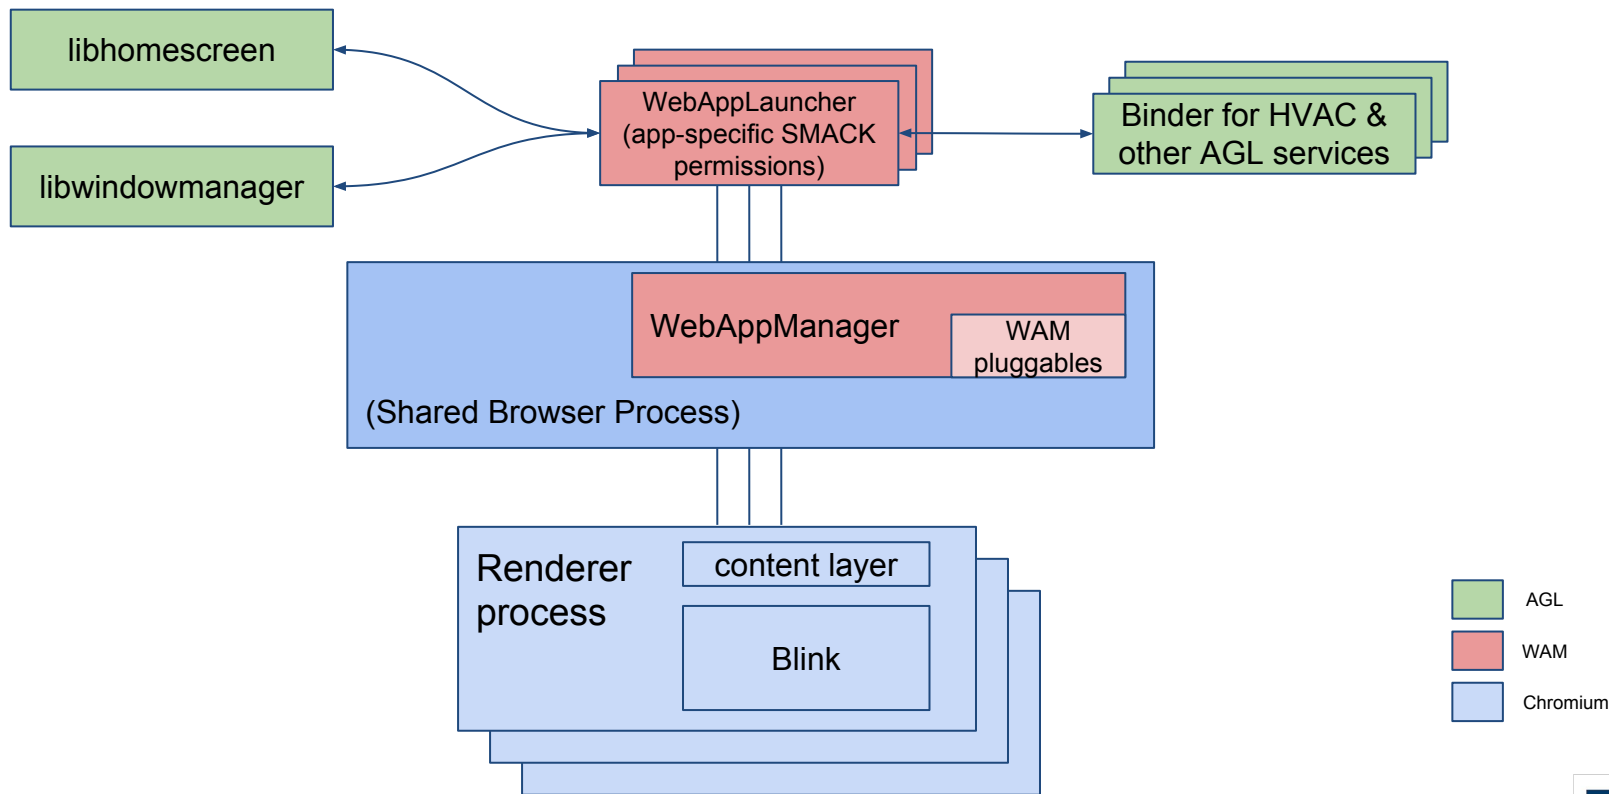 libhomescreen
libwindowmanager
WebAppLauncher
(app-specific SMACK
permissions)
Binder for HVAC &
other AGL services
WebAppManager
WAM
pluggables
(Shared Browser Process)
Renderer
process
content layer
Blink
AGL
WAM
Chromium